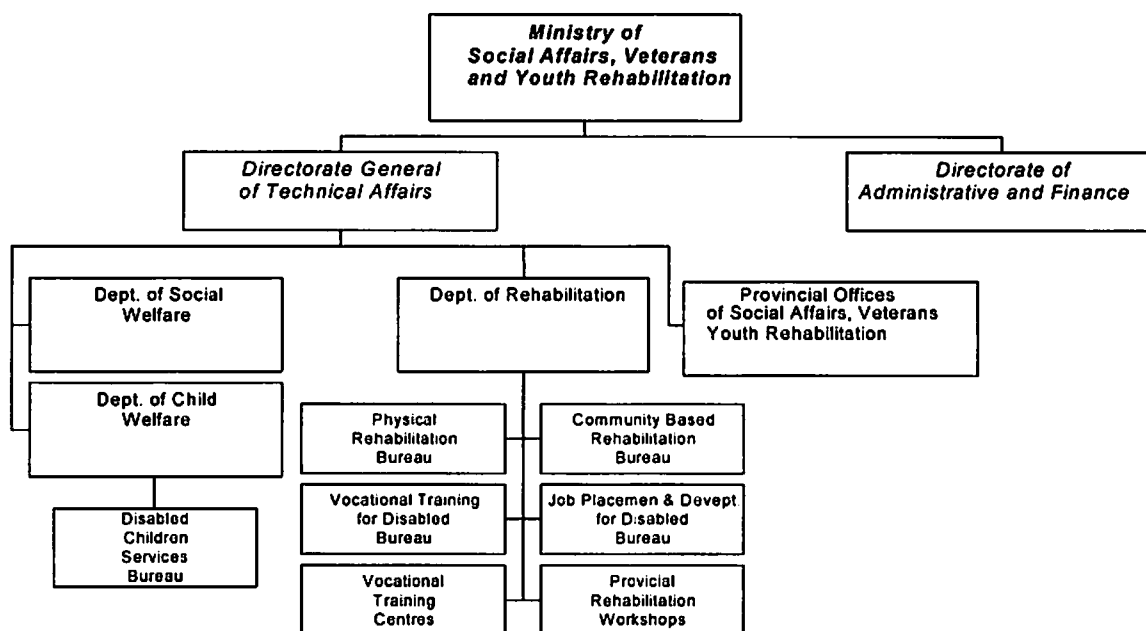 Ministry of
Social Affairs, Veterans
and Youth Rehabilitation
Directorate General
of Technical Affairs
Directorate of
Administrative and Finance
Dept. of Social
Welfare
Dept. of Rehabilitation
Provincial Offices
of Social Affairs, Veterans
Youth Rehabilitation
Dept. of Child
Welfare
Physical
Rehabilitation
Bureau
Community Based
Rehabilitation
Bureau
Vocational Training
for Disabled
Bureau
Job Placemen & Devept.
for Disabled
Bureau
Disabled
Children
Services
Bureau
Vocational
Training
Centres
Provicial
Rehabilitation
Workshops